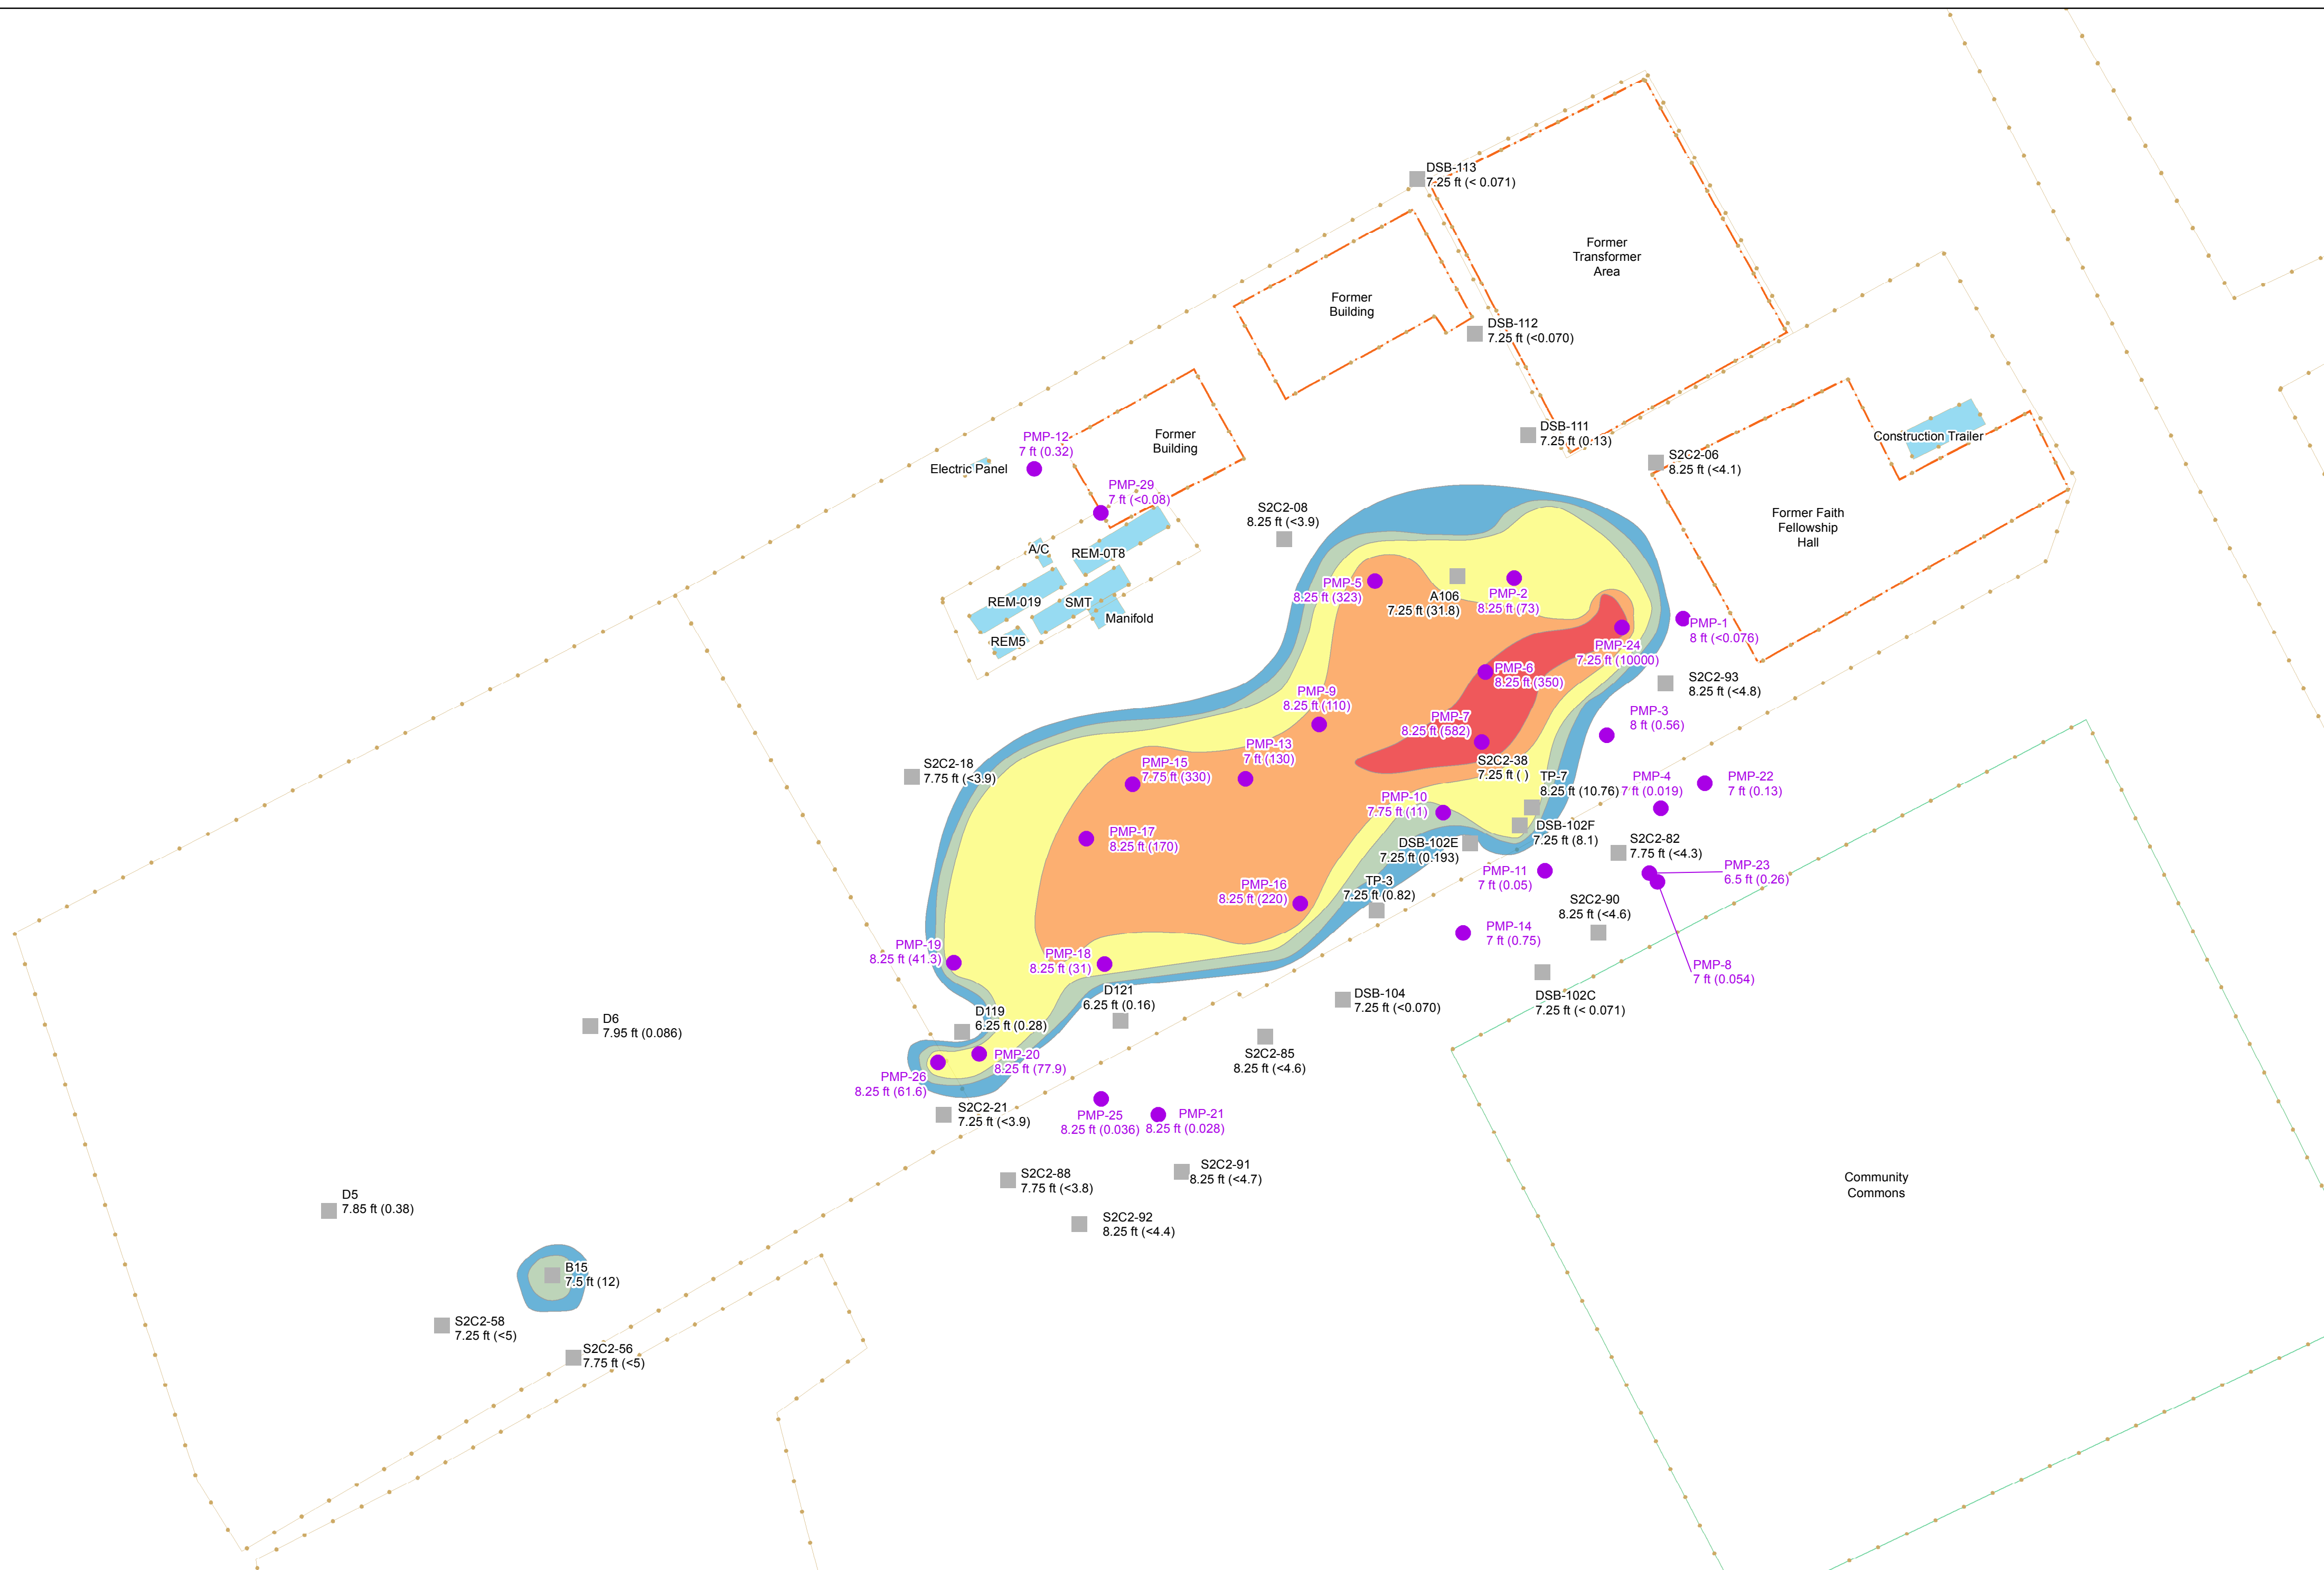 DSB-113
7.25 ft (< 0.071)
Former
Transformer
Area
Former
Building
DSB-112
7.25 ft (<0.070)
DSB-111
7.25 ft (0.13)
PMP-12
7 ft (0.32)
Former
Building
Electric Panel
Construction Trailer
S2C2-06
8.25 ft (<4.1)
PMP-29
7 ft (<0.08)
S2C2-08
8.25 ft (<3.9)
Former Faith
Fellowship
Hall
A/C
REM-0T8
REM-019
SMT
Manifold
REM5
PMP-5
8.25 ft (323)
A106
7.25 ft (31.8)
PMP-2
8.25 ft (73)
PMP-1
8 ft (<0.076)
PMP-24
7.25 ft (10000)
PMP-6
8.25 ft (350)
S2C2-93
8.25 ft (<4.8)
PMP-9
8.25 ft (110)
PMP-7
8.25 ft (582)
PMP-3
8 ft (0.56)
PMP-13
7 ft (130)
S2C2-18
7.75 ft (<3.9)
PMP-15
7.75 ft (330)
S2C2-38
7.25 ft ( )
TP-7
8.25 ft (10.76)
PMP-4
7 ft (0.019)
PMP-22
7 ft (0.13)
PMP-10
7.75 ft (11)
PMP-17
8.25 ft (170)
DSB-102F
7.25 ft (8.1)
DSB-102E
7.25 ft (0.193)
S2C2-82
7.75 ft (<4.3)
PMP-23
6.5 ft (0.26)
PMP-11
7 ft (0.05)
PMP-16
8.25 ft (220)
TP-3
7.25 ft (0.82)
S2C2-90
8.25 ft (<4.6)
PMP-14
7 ft (0.75)
PMP-19
8.25 ft (41.3)
PMP-18
8.25 ft (31)
PMP-8
7 ft (0.054)
D121
6.25 ft (0.16)
DSB-104
7.25 ft (<0.070)
DSB-102C
7.25 ft (< 0.071)
D119
6.25 ft (0.28)
D6
7.95 ft (0.086)
PMP-20
8.25 ft (77.9)
S2C2-85
8.25 ft (<4.6)
PMP-26
8.25 ft (61.6)
S2C2-21
7.25 ft (<3.9)
PMP-25
8.25 ft (0.036)
PMP-21
8.25 ft (0.028)
S2C2-88
7.75 ft (<3.8)
S2C2-91
8.25 ft (<4.7)
Community
Commons
D5
7.85 ft (0.38)
S2C2-92
8.25 ft (<4.4)
B15
7.5 ft (12)
S2C2-58
7.25 ft (<5)
S2C2-56
7.75 ft (<5)